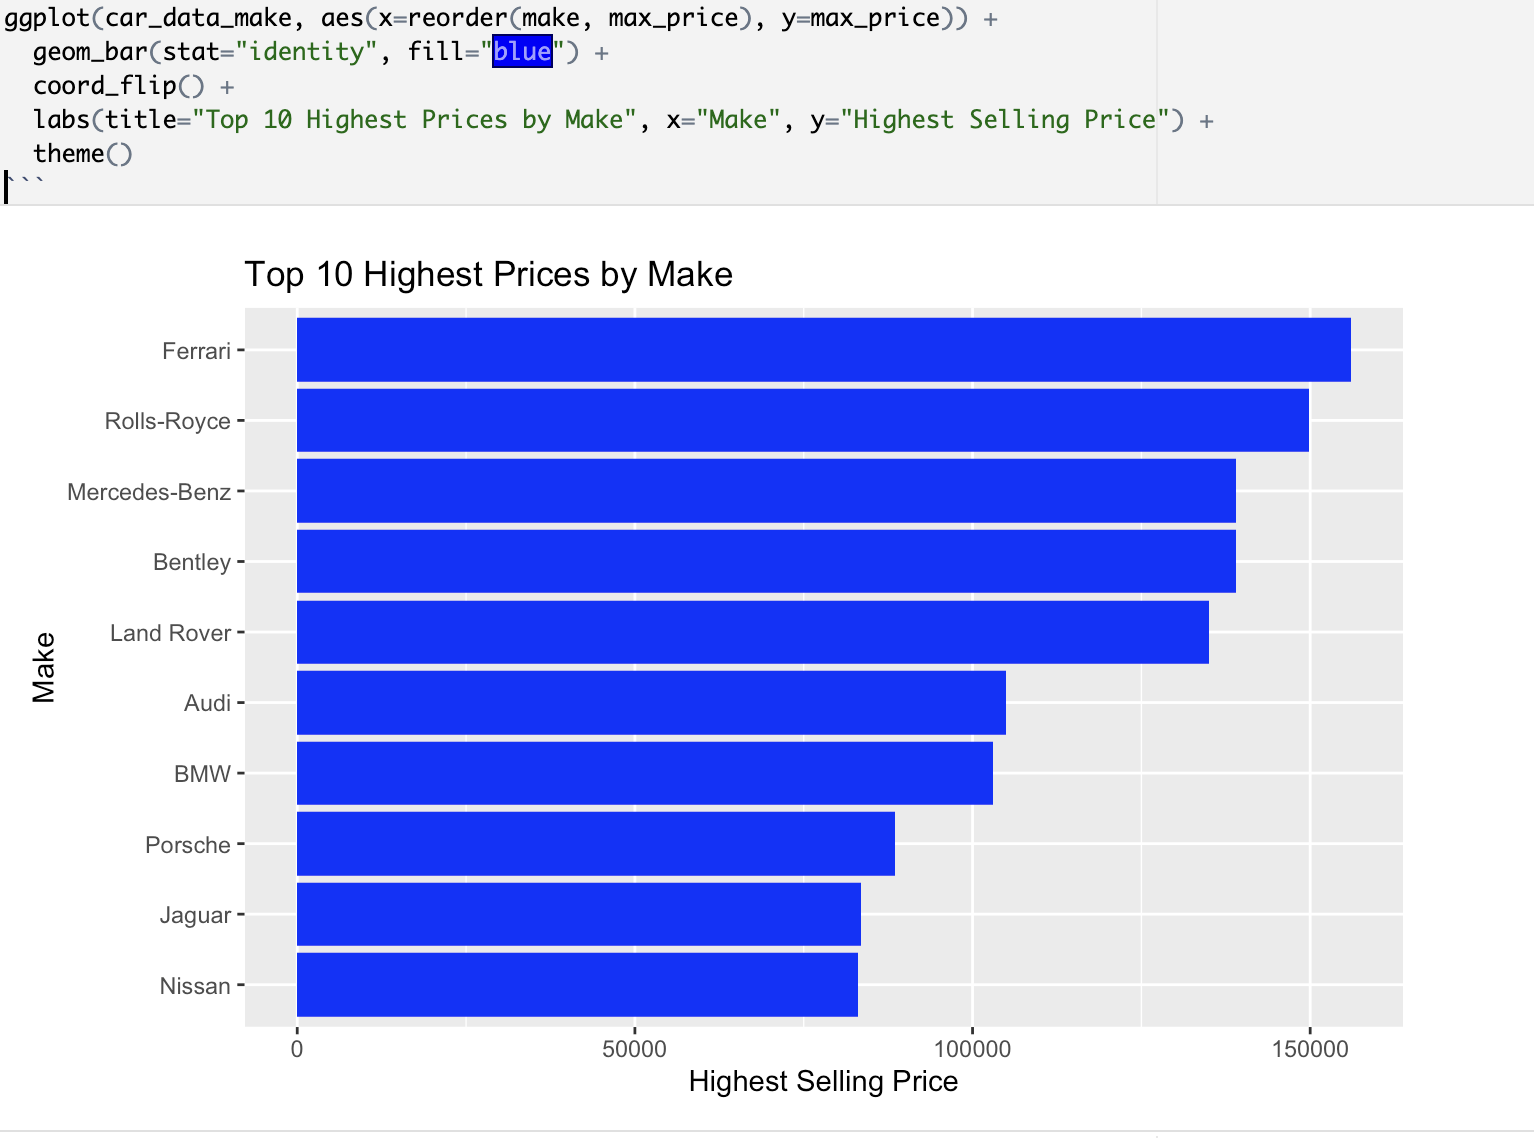 ggplot(car_data_make, aes(x=reorder(make, max_price), y=max_price)) +
  geom_bar(stat="identity", fill="blue") +
  coord_flip() +
  labs(title="Top 10 Highest Prices by Make", x="Make", y="Highest Selling Price") +
  theme()
```
Top 10 Highest Prices by Make
Ferrari
Rolls-Royce
Mercedes-Benz
Bentley
Land Rover
Audi
BMW
Porsche
Jaguar
Nissan
Make
0 50000 100000 150000
Highest Selling Price